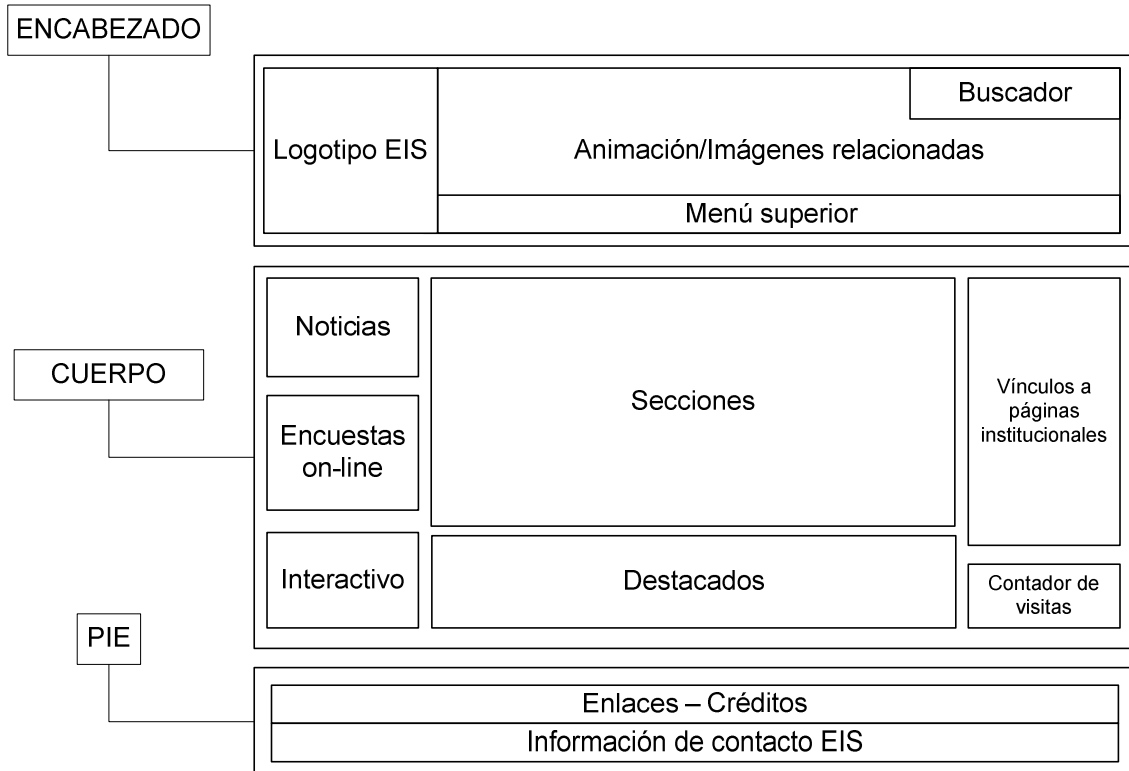 ENCABEZADO
Logotipo EIS
Buscador
Animación/Imágenes relacionadas
Menú superior
CUERPO
Noticias
Encuestas
on-line
Interactivo
Secciones
Destacados
Vínculos a
páginas
institucionales
Contador de
visitas
PIE
Enlaces – Créditos
Información de contacto EIS